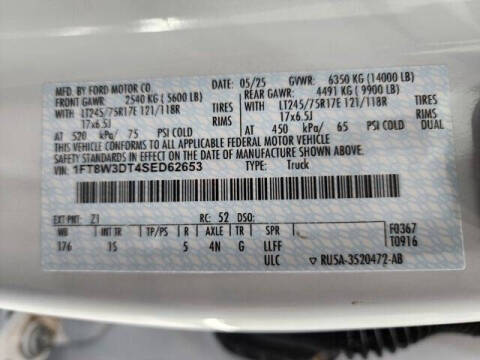 MFD. BY FORD MOTOR CO. 05/25 GVWR: 6350 KG (14000 LB)
FRONT GAWR: 2540 KG (5600 LB) REAR GAWR: 4491 KG (9900 LB)
WITH LT245/75R17E 121/118R TIRES WITH LT245/75R17E 121/118R TIRES
17x6.5J RIMS 17x6.5J RIMS
AT 520 kPa/ 75 PSI COLD AT 450 kPa/ 65 PSI COLD DUAL
THIS VEHICLE CONFORMS TO ALL APPLICABLE FEDERAL MOTOR VEHICLE
SAFETY STANDARDS IN EFFECT ON THE DATE OF MANUFACTURE SHOWN ABOVE.
VIN: 1FT8W3DT4SED62653 TYPE: Truck
EXT PNT: Z1 RC: 52 DSO:
WB INT TR TP/PS R AXLE TR SPR F0367
176 1S 5 4N G LLFF T0916
ULC RUSA-3520472-AB